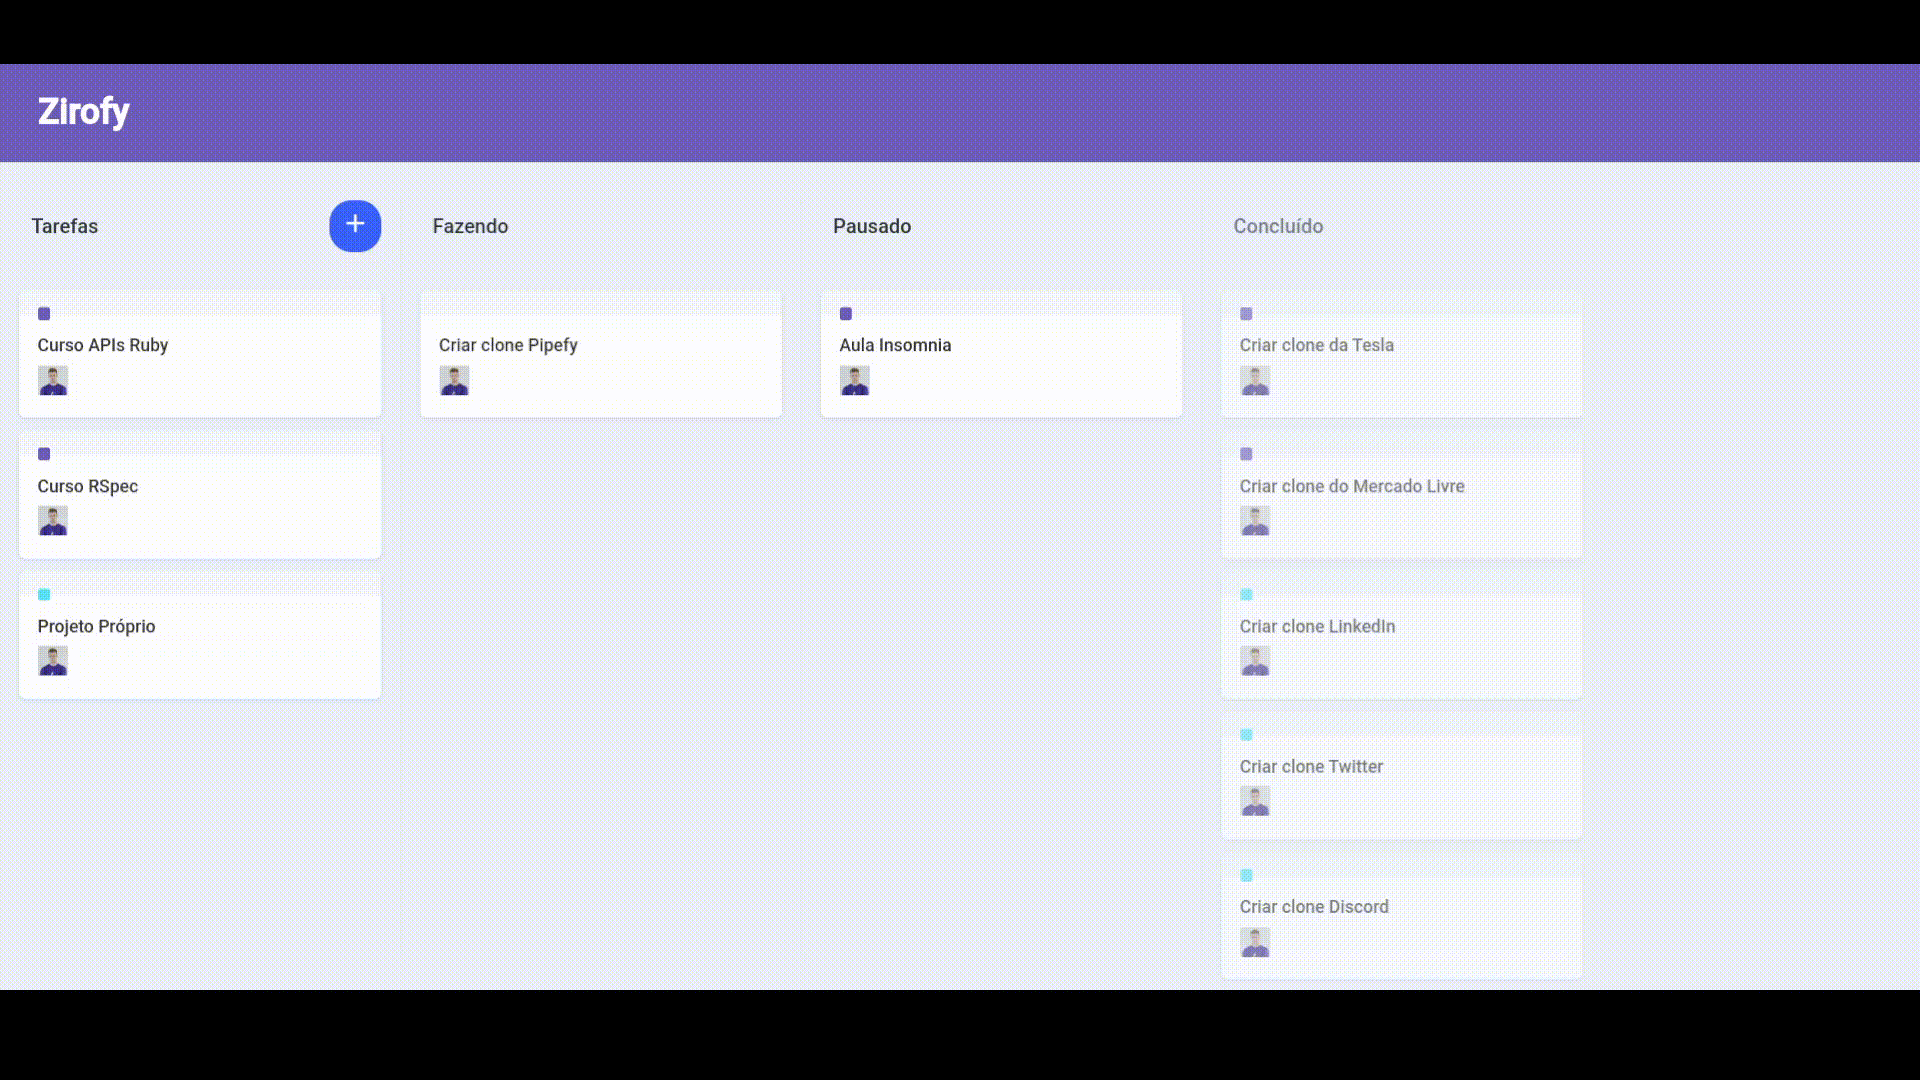 Zirofy
Tarefas
+
Curso APIs Ruby
Curso RSpec
Projeto Próprio
Fazendo
Criar clone Pipefy
Pausado
Aula Insomnia
Concluído
Criar clone da Tesla
Criar clone do Mercado Livre
Criar clone LinkedIn
Criar clone Twitter
Criar clone Discord